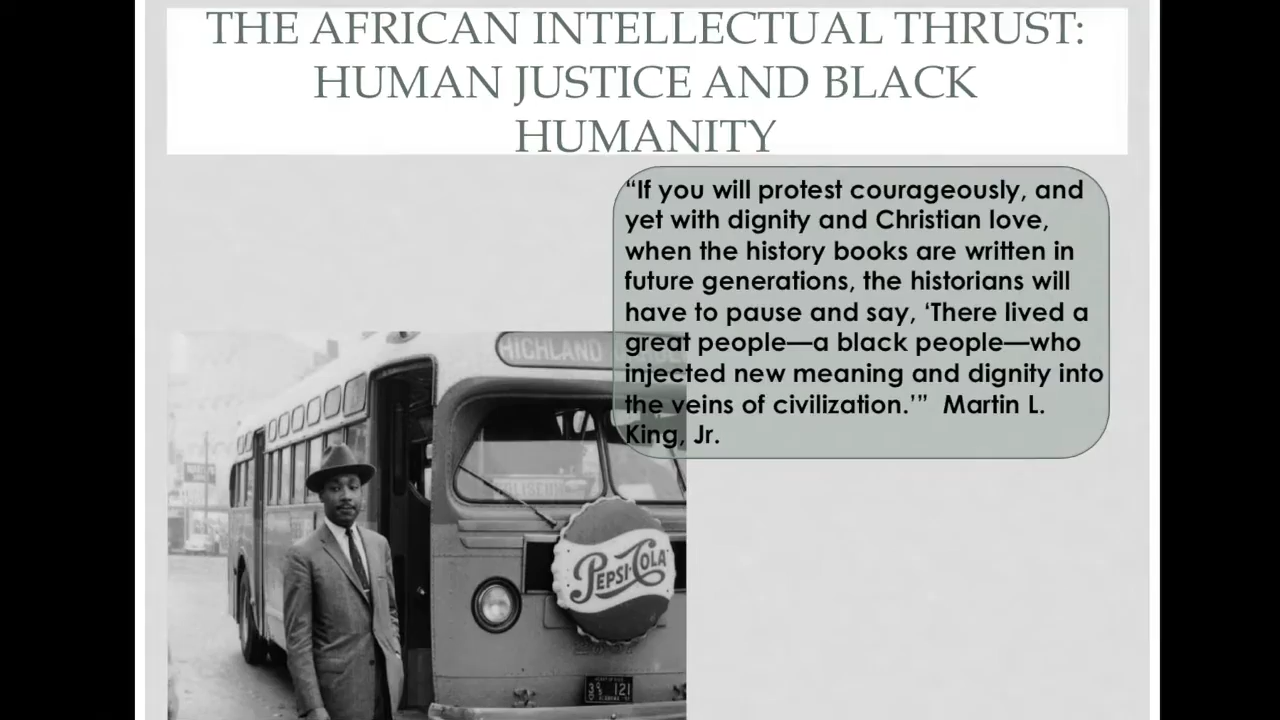 THE AFRICAN INTELLECTUAL THRUST:
HUMAN JUSTICE AND BLACK
HUMANITY
“If you will protest courageously, and
yet with dignity and Christian love,
when the history books are written in
future generations, the historians will
have to pause and say, ‘There lived a
great people—a black people—who
injected new meaning and dignity into
the veins of civilization.’”  Martin L.
King, Jr.
HIGHLAND
PEPSI-COLA
121